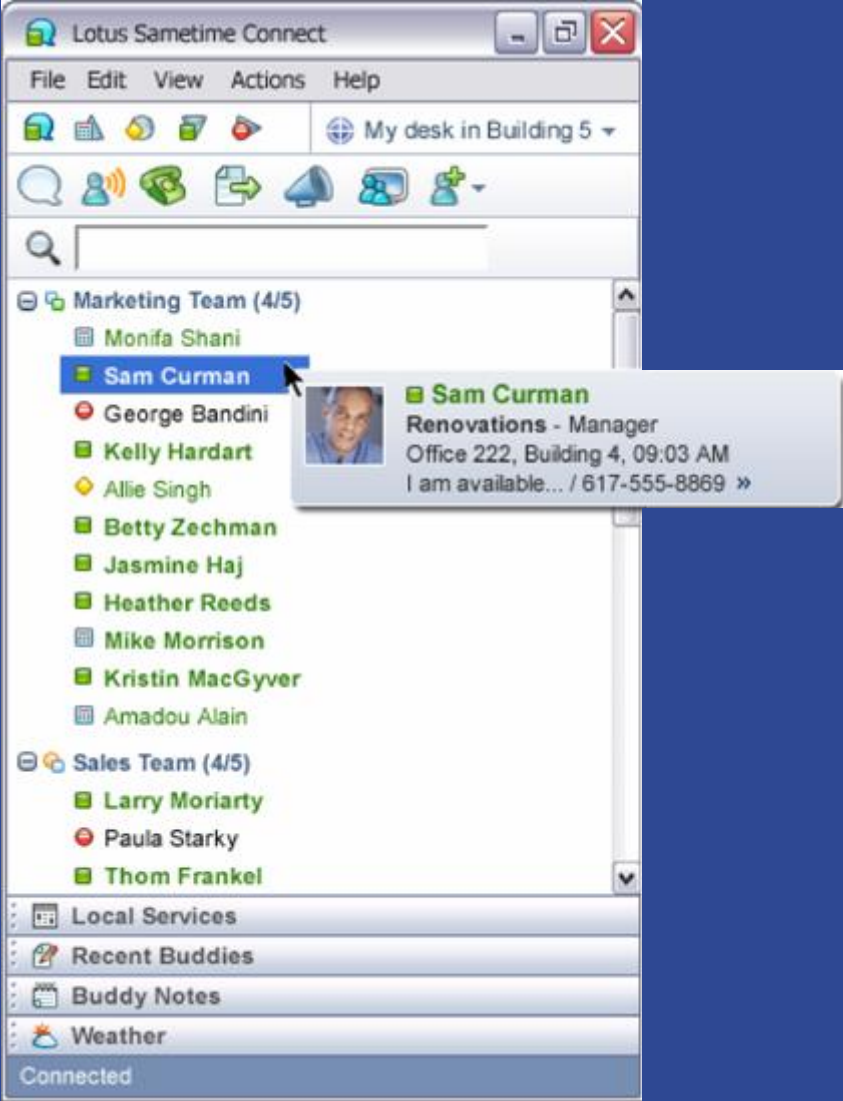 Lotus Sametime Connect
File Edit View Actions Help
My desk in Building 5
Marketing Team (4/5)
Monifa Shani
Sam Curman
George Bandini
Kelly Hardart
Allie Singh
Betty Zechman
Jasmine Haj
Heather Reeds
Mike Morrison
Kristin MacGyver
Amadou Alain
Sam Curman
Renovations - Manager
Office 222, Building 4, 09:03 AM
I am available... / 617-555-8869 »
Sales Team (4/5)
Larry Moriarty
Paula Starky
Thom Frankel
Local Services
Recent Buddies
Buddy Notes
Weather
Connected